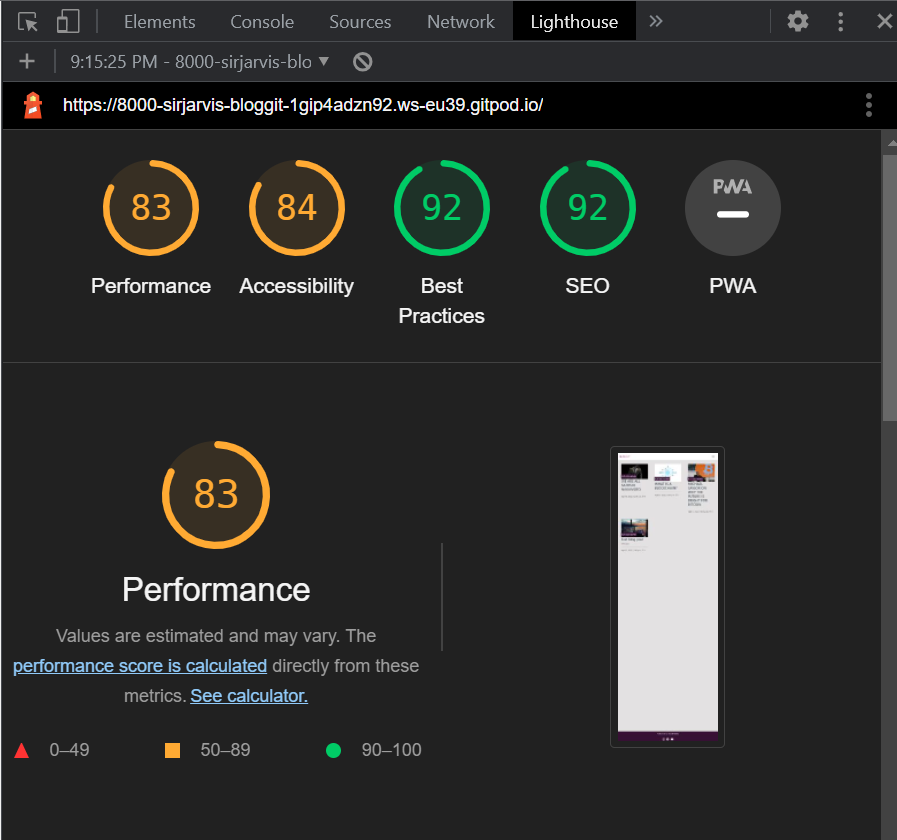 Elements Console Sources Network Lighthouse »
+ 9:15:25 PM - 8000-sirjarvis-blo ▼
https://8000-sirjarvis-bloggit-1gip4adzn92.ws-eu39.gitpod.io/
83 84 92 92 PWA
Performance Accessibility Best Practices SEO PWA
83
Performance
Values are estimated and may vary. The
performance score is calculated directly from these
metrics. See calculator.
0–49 50–89 90–100